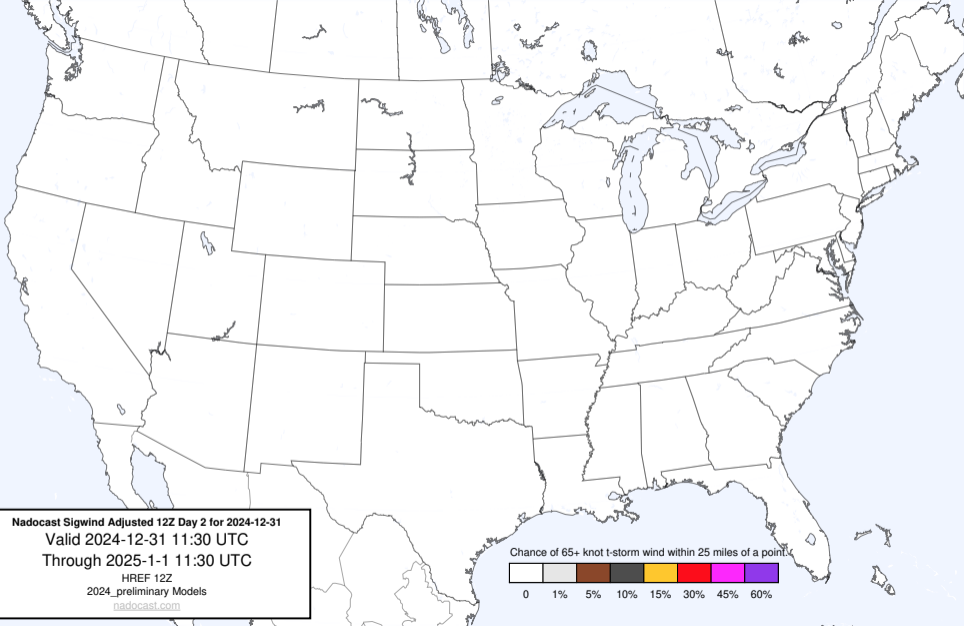 Nadocast Sigwind Adjusted 12Z Day 2 for 2024-12-31
Valid 2024-12-31 11:30 UTC
Through 2025-1-1 11:30 UTC
HREF 12Z
2024_preliminary Models
nadocast.com
Chance of 65+ knot t-storm wind within 25 miles of a point.
0 1% 5% 10% 15% 30% 45% 60%